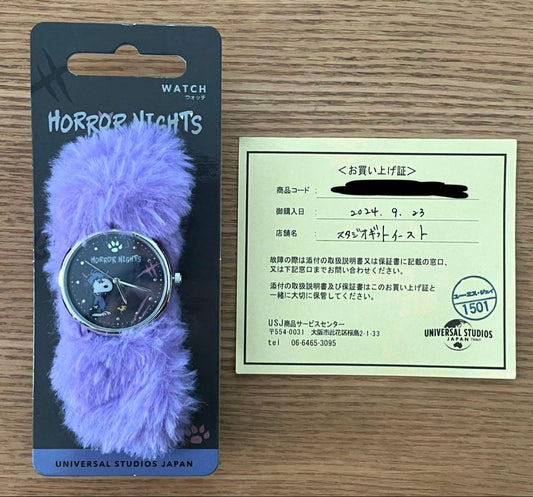 WATCH
ウォッチ
HORROR NIGHTS
HORROR NIGHTS
UNIVERSAL STUDIOS JAPAN
＜お買い上げ証＞
商品コード :
御購入日 : 2024. 9. 23
店舗名 : スタジオギフトイースト
故障の際は添付の取扱説明書又は保証書に記載の窓口、
又は下記窓口までお問い合わせください。
添付の取扱説明書及び保証書はこのお買い上げ証と
一緒に大切に保管してください。
ユー・エス・ジェイ
1501
USJ商品サービスセンター
〒554-0031 大阪市此花区桜島2-1-33
tel 06-6465-3095
UNIVERSAL STUDIOS
JAPAN